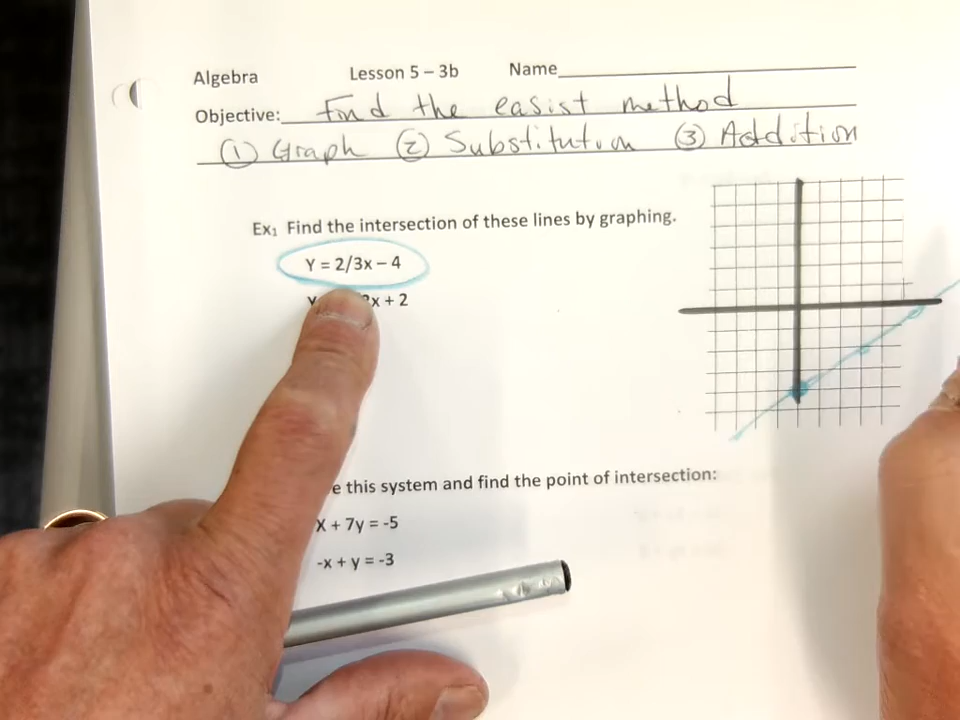 Algebra Lesson 5 – 3b Name
Objective: Find the easist method
① Graph ② Substitution ③ Addition
Ex1 Find the intersection of these lines by graphing.
Y = 2/3x – 4
x + 2
this system and find the point of intersection:
X + 7y = -5
-x + y = -3